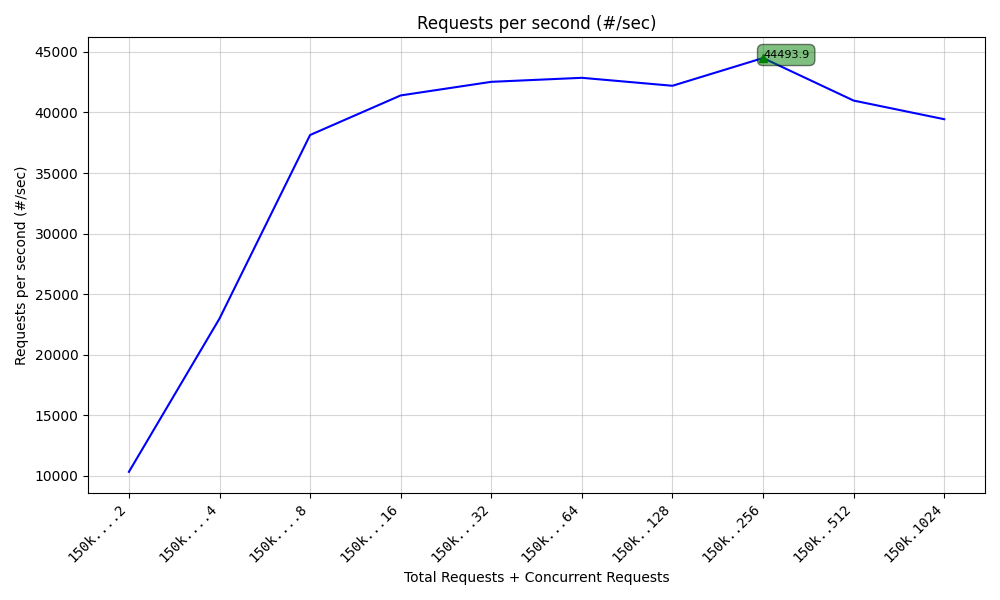 Requests per second (#/sec)
44493.9
45000
40000
35000
30000
25000
20000
15000
10000
Requests per second (#/sec)
150k....2
150k....4
150k....8
150k...16
150k...32
150k...64
150k..128
150k..256
150k..512
150k.1024
Total Requests + Concurrent Requests